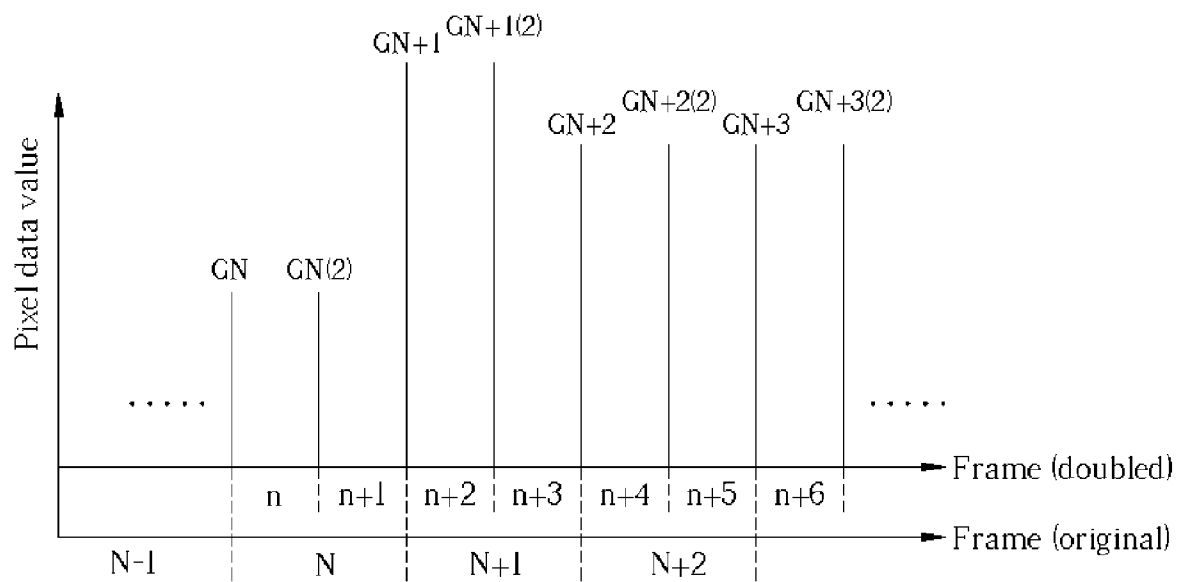 GN+1 GN+1(2)
GN+2 GN+2(2) GN+3 GN+3(2)
Pixel data value
GN GN(2)
. . . . . . . . . .
Frame (doubled)
n n+1 n+2 n+3 n+4 n+5 n+6
Frame (original)
N-1 N N+1 N+2